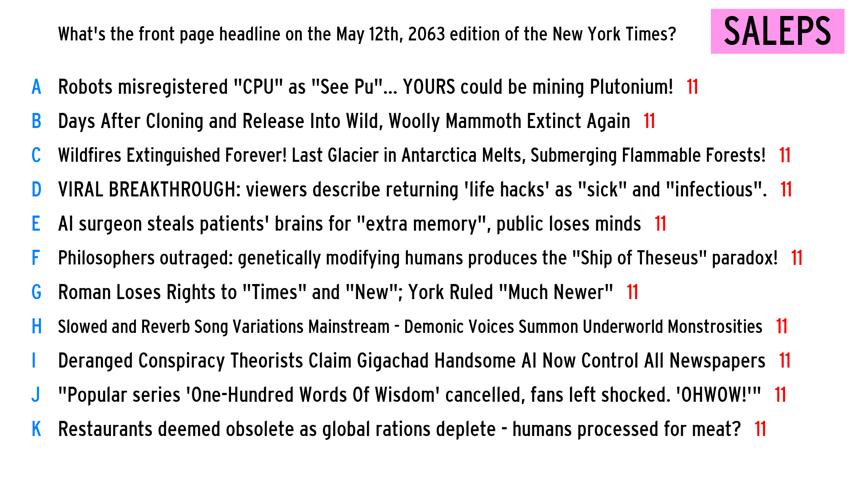 What's the front page headline on the May 12th, 2063 edition of the New York Times?
SALEPS
A Robots misregistered "CPU" as "See Pu"... YOURS could be mining Plutonium! 11
B Days After Cloning and Release Into Wild, Woolly Mammoth Extinct Again 11
C Wildfires Extinguished Forever! Last Glacier in Antarctica Melts, Submerging Flammable Forests! 11
D VIRAL BREAKTHROUGH: viewers describe returning 'life hacks' as "sick" and "infectious". 11
E AI surgeon steals patients' brains for "extra memory", public loses minds 11
F Philosophers outraged: genetically modifying humans produces the "Ship of Theseus" paradox! 11
G Roman Loses Rights to "Times" and "New"; York Ruled "Much Newer" 11
H Slowed and Reverb Song Variations Mainstream - Demonic Voices Summon Underworld Monstrosities 11
I Deranged Conspiracy Theorists Claim Gigachad Handsome AI Now Control All Newspapers 11
J "Popular series 'One-Hundred Words Of Wisdom' cancelled, fans left shocked. 'OHWOW!'" 11
K Restaurants deemed obsolete as global rations deplete - humans processed for meat? 11